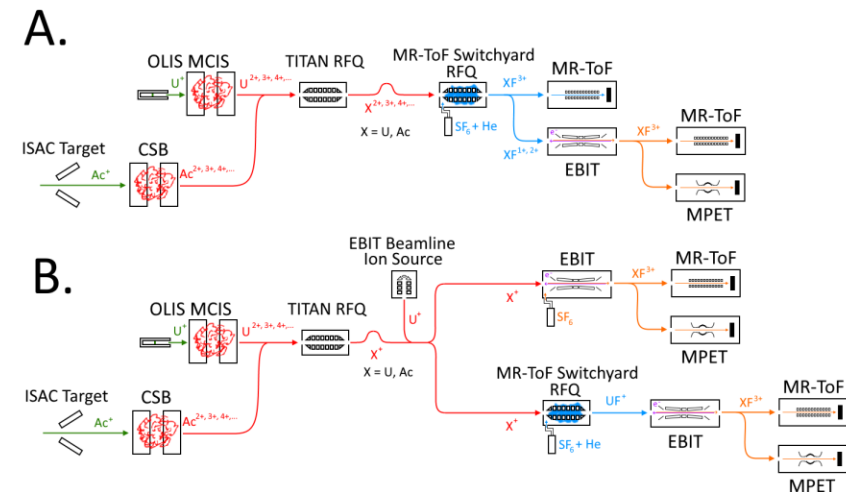 A.
OLIS MCIS
U⁺
U²⁺, ³⁺, ⁴⁺,...
TITAN RFQ
MR-ToF Switchyard
RFQ
X²⁺, ³⁺, ⁴⁺,...
X = U, Ac
SF₆ + He
XF³⁺
MR-ToF
XF¹⁺, ²⁺
e⁻
EBIT
XF³⁺
MR-ToF
MPET
ISAC Target
Ac⁺
CSB
Ac²⁺, ³⁺, ⁴⁺,...
B.
OLIS MCIS
U⁺
U²⁺, ³⁺, ⁴⁺,...
TITAN RFQ
X⁺
X = U, Ac
EBIT Beamline
Ion Source
U⁺
X⁺
EBIT
e⁻
SF₆
XF³⁺
MR-ToF
MPET
ISAC Target
Ac⁺
CSB
Ac²⁺, ³⁺, ⁴⁺,...
X⁺
MR-ToF Switchyard
RFQ
SF₆ + He
UF⁺
e⁻
EBIT
XF³⁺
MR-ToF
MPET